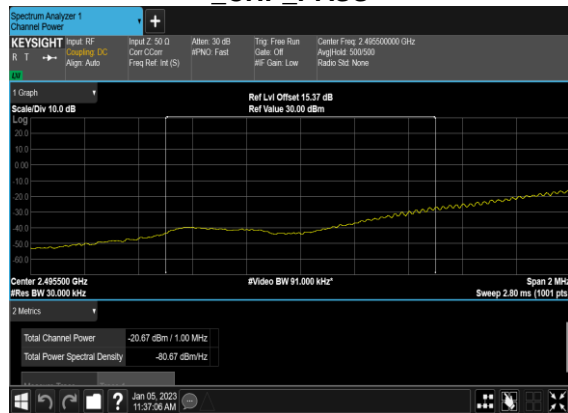 Spectrum Analyzer 1
Channel Power
+
KEYSIGHT Input: RF Input Z: 50 Ω Atten: 30 dB Trig: Free Run Center Freq: 2.495500000 GHz
R T Coupling: DC Corr CCorr #PNO: Fast Gate: Off Avg|Hold: 500/500
Align: Auto Freq Ref: Int (S) #IF Gain: Low Radio Std: None
LW
1 Graph
Ref Lvl Offset 15.37 dB
Scale/Div 10.0 dB Ref Value 30.00 dBm
Log
20.0
10.0
0.00
-10.0
-20.0
-30.0
-40.0
-50.0
-60.0
Center 2.495500 GHz #Video BW 91.000 kHz* Span 2 MHz
#Res BW 30.000 kHz Sweep 2.80 ms (1001 pts
2 Metrics
Total Channel Power -20.67 dBm / 1.00 MHz
Total Power Spectral Density -80.67 dBm/Hz
? Jan 05, 2023
11:37:06 AM